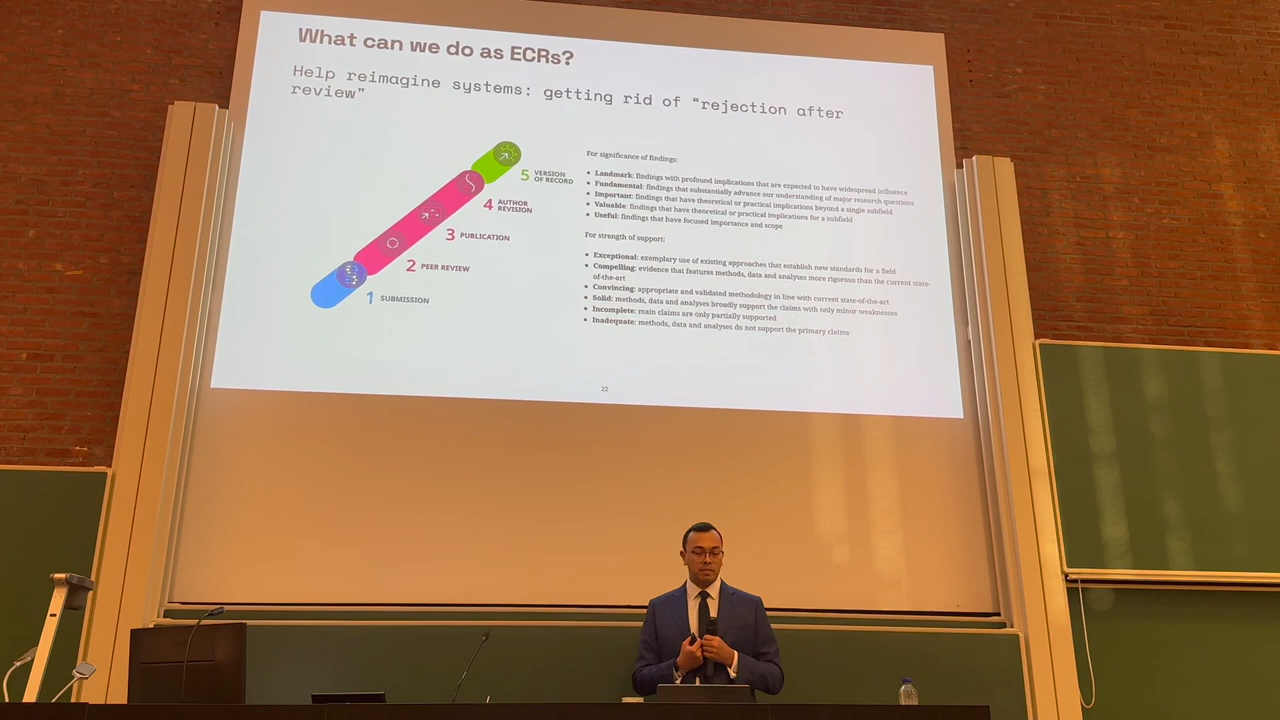 What can we do as ECRs?
Help reimagine systems: getting rid of “rejection after
review”
5 VERSION
OF RECORD
4 AUTHOR
REVISION
3 PUBLICATION
2 PEER REVIEW
1 SUBMISSION
For significance of findings:
• Landmark: findings with profound implications that are expected to have widespread influence
• Fundamental: findings that substantially advance our understanding of major research questions
• Important: findings that have theoretical or practical implications beyond a single subfield
• Valuable: findings that have theoretical or practical implications for a subfield
• Useful: findings that have focused importance and scope
For strength of support:
• Exceptional: exemplary use of existing approaches that establish new standards for a field
• Compelling: evidence that features methods, data and analyses more rigorous than the current state-
of-the-art
• Convincing: appropriate and validated methodology in line with current state-of-the-art
• Solid: methods, data and analyses broadly support the claims with only minor weaknesses
• Incomplete: main claims are only partially supported
• Inadequate: methods, data and analyses do not support the primary claims
22